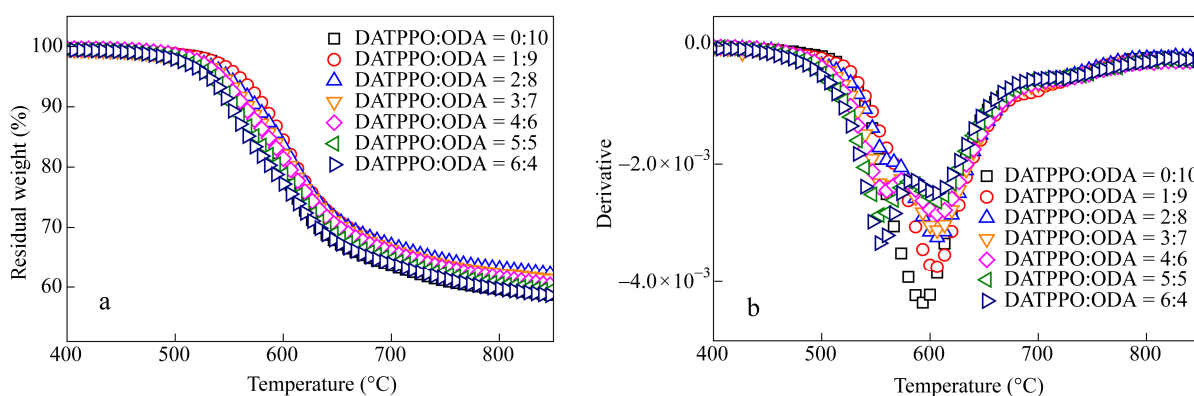 100
90
80
70
60
Residual weight (%)
DATPPO:ODA = 0:10
DATPPO:ODA = 1:9
DATPPO:ODA = 2:8
DATPPO:ODA = 3:7
DATPPO:ODA = 4:6
DATPPO:ODA = 5:5
DATPPO:ODA = 6:4
a
400 500 600 700 800
Temperature (°C)
0.0
−2.0 × 10⁻³
−4.0 × 10⁻³
Derivative
DATPPO:ODA = 0:10
DATPPO:ODA = 1:9
DATPPO:ODA = 2:8
DATPPO:ODA = 3:7
DATPPO:ODA = 4:6
DATPPO:ODA = 5:5
DATPPO:ODA = 6:4
b
400 500 600 700 800
Temperature (°C)